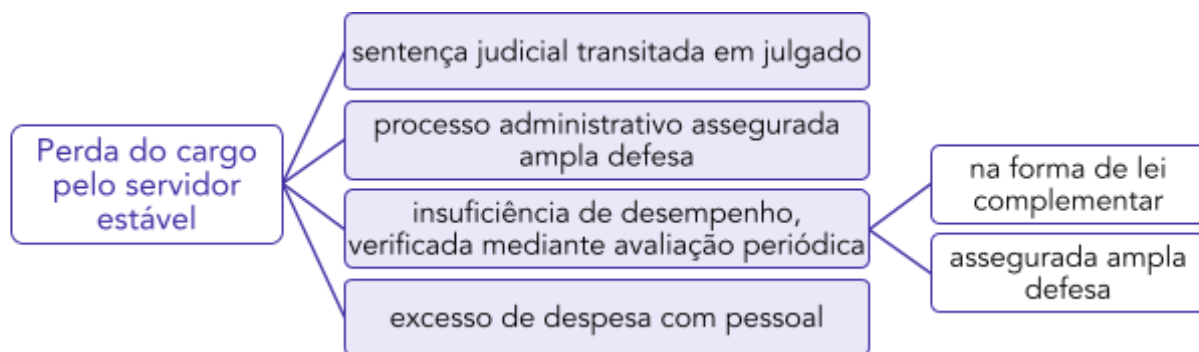 Perda do cargo
pelo servidor
estável
sentença judicial transitada em julgado
processo administrativo assegurada
ampla defesa
insuficiência de desempenho,
verificada mediante avaliação periódica
na forma de lei
complementar
assegurada ampla
defesa
excesso de despesa com pessoal